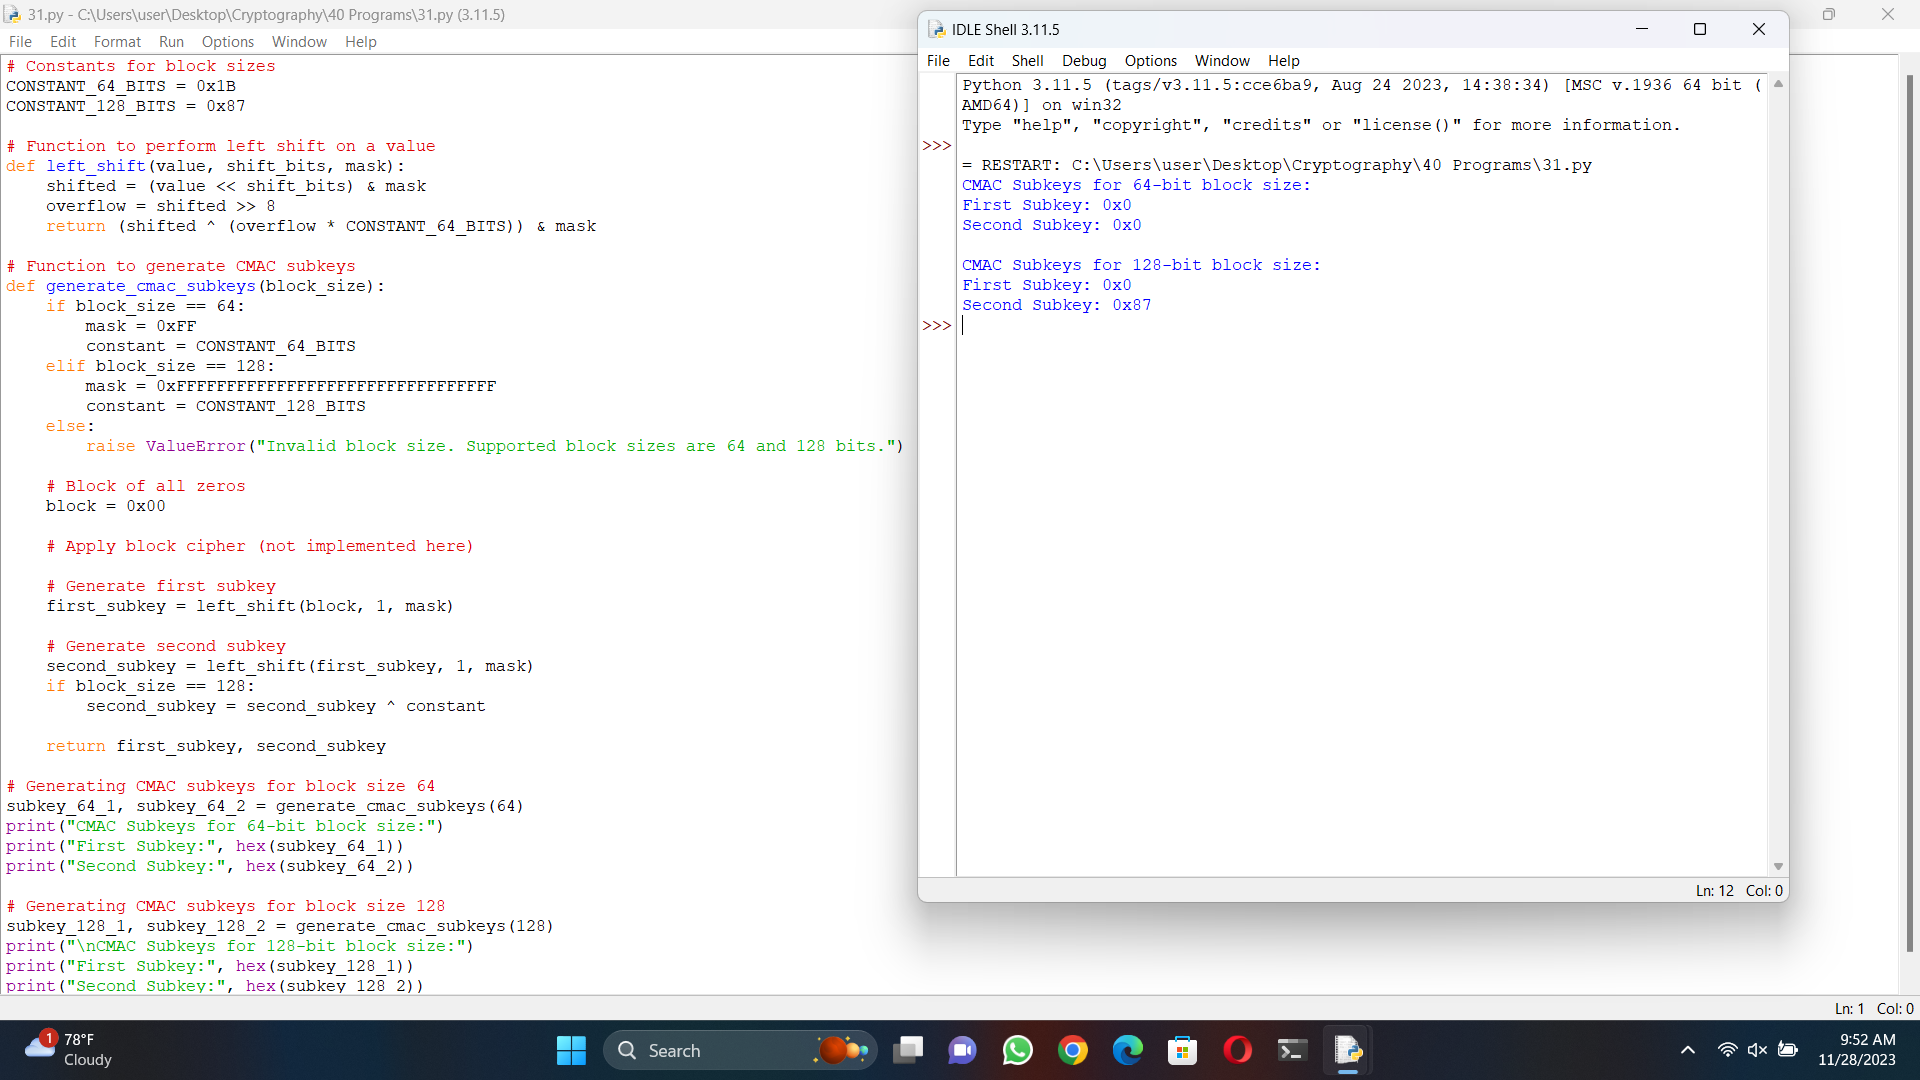 31.py - C:\Users\user\Desktop\Cryptography\40 Programs\31.py (3.11.5)
File Edit Format Run Options Window Help
# Constants for block sizes
CONSTANT_64_BITS = 0x1B
CONSTANT_128_BITS = 0x87
# Function to perform left shift on a value
def left_shift(value, shift_bits, mask):
    shifted = (value << shift_bits) & mask
    overflow = shifted >> 8
    return (shifted ^ (overflow * CONSTANT_64_BITS)) & mask
# Function to generate CMAC subkeys
def generate_cmac_subkeys(block_size):
    if block_size == 64:
        mask = 0xFF
        constant = CONSTANT_64_BITS
    elif block_size == 128:
        mask = 0xFFFFFFFFFFFFFFFFFFFFFFFFFFFFFFFF
        constant = CONSTANT_128_BITS
    else:
        raise ValueError("Invalid block size. Supported block sizes are 64 and 128 bits.")
    # Block of all zeros
    block = 0x00
    # Apply block cipher (not implemented here)
    # Generate first subkey
    first_subkey = left_shift(block, 1, mask)
    # Generate second subkey
    second_subkey = left_shift(first_subkey, 1, mask)
    if block_size == 128:
        second_subkey = second_subkey ^ constant
    return first_subkey, second_subkey
# Generating CMAC subkeys for block size 64
subkey_64_1, subkey_64_2 = generate_cmac_subkeys(64)
print("CMAC Subkeys for 64-bit block size:")
print("First Subkey:", hex(subkey_64_1))
print("Second Subkey:", hex(subkey_64_2))
# Generating CMAC subkeys for block size 128
subkey_128_1, subkey_128_2 = generate_cmac_subkeys(128)
print("\nCMAC Subkeys for 128-bit block size:")
print("First Subkey:", hex(subkey_128_1))
print("Second Subkey:", hex(subkey_128_2))
Ln: 1 Col: 0
IDLE Shell 3.11.5
File Edit Shell Debug Options Window Help
Python 3.11.5 (tags/v3.11.5:cce6ba9, Aug 24 2023, 14:38:34) [MSC v.1936 64 bit (
AMD64)] on win32
Type "help", "copyright", "credits" or "license()" for more information.
>>>
= RESTART: C:\Users\user\Desktop\Cryptography\40 Programs\31.py
CMAC Subkeys for 64-bit block size:
First Subkey: 0x0
Second Subkey: 0x0
CMAC Subkeys for 128-bit block size:
First Subkey: 0x0
Second Subkey: 0x87
>>>
Ln: 12 Col: 0
1
78°F
Cloudy
Search
9:52 AM
11/28/2023